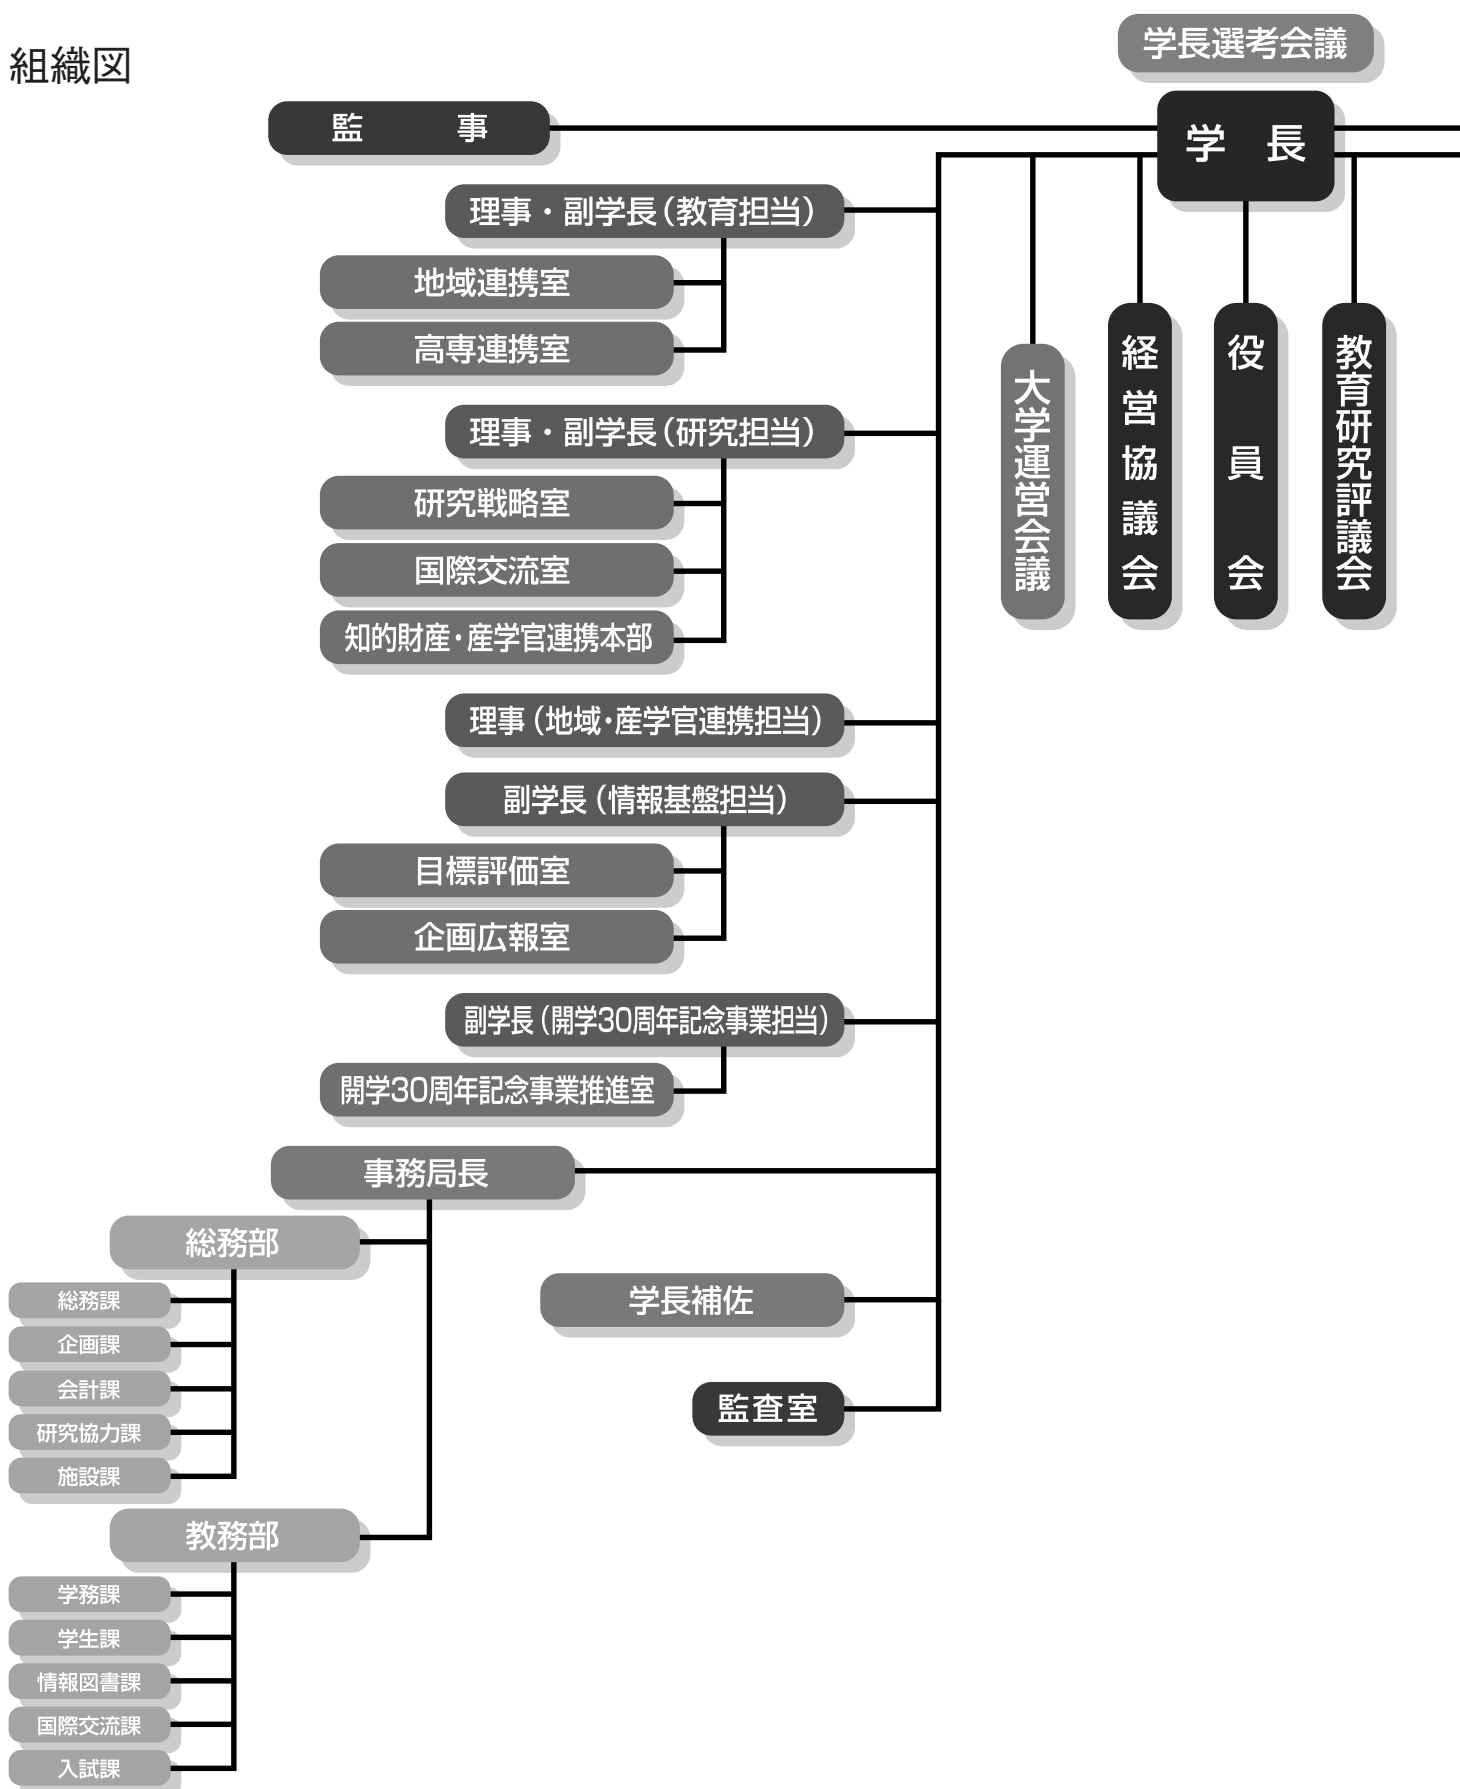 組織図
学長選考会議
監　　事
学　長
理事・副学長（教育担当）
地域連携室
高専連携室
理事・副学長（研究担当）
研究戦略室
国際交流室
知的財産・産学官連携本部
理事（地域・産学官連携担当）
副学長（情報基盤担当）
目標評価室
企画広報室
副学長（開学30周年記念事業担当）
開学30周年記念事業推進室
大学運営会議
経営協議会
役員会
教育研究評議会
事務局長
総務部
総務課
企画課
会計課
研究協力課
施設課
教務部
学務課
学生課
情報図書課
国際交流課
入試課
学長補佐
監査室